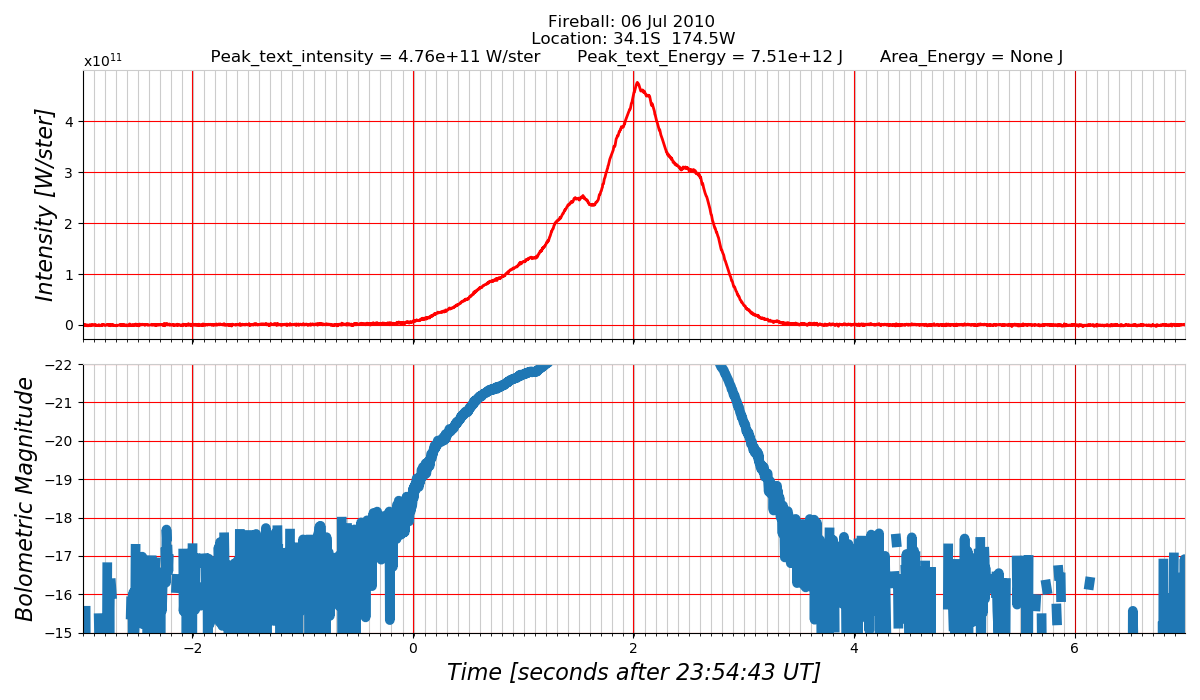 Fireball: 06 Jul 2010
Location: 34.1S 174.5W
Peak_text_intensity = 4.76e+11 W/ster Peak_text_Energy = 7.51e+12 J Area_Energy = None J
x10¹¹
Intensity [W/ster]
4
3
2
1
0
Bolometric Magnitude
−22
−21
−20
−19
−18
−17
−16
−15
−2 0 2 4 6
Time [seconds after 23:54:43 UT]